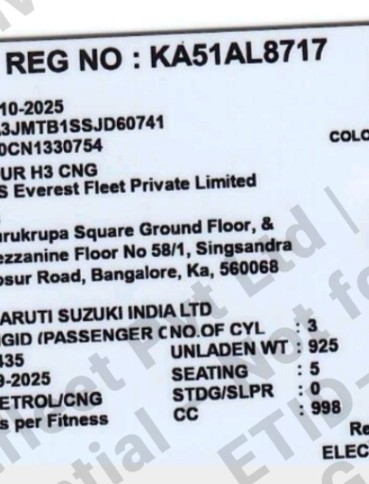 REG NO : KA51AL8717
10-2025
3JMTB1SSJD60741
0CN1330754
COLO
UR H3 CNG
S Everest Fleet Private Limited
rukrupa Square Ground Floor, &
ezzanine Floor No 58/1, Singsandra
osur Road, Bangalore, Ka, 560068
ARUTI SUZUKI INDIA LTD
GID (PASSENGER C NO.OF CYL : 3
435 UNLADEN WT : 925
9-2025 SEATING : 5
ETROL/CNG STDG/SLPR : 0
s per Fitness CC : 998
Re
ELEC